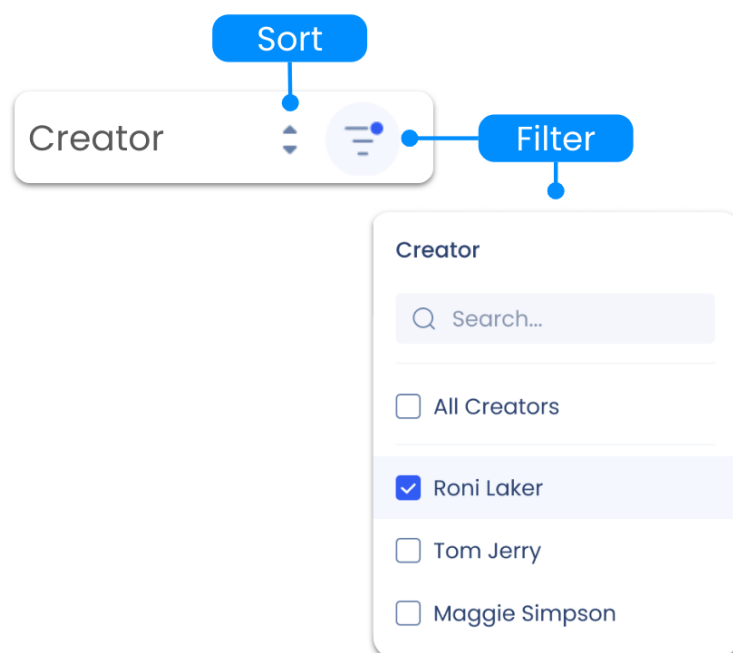 Sort
Creator
Filter
Creator
Search...
All Creators
Roni Laker
Tom Jerry
Maggie Simpson